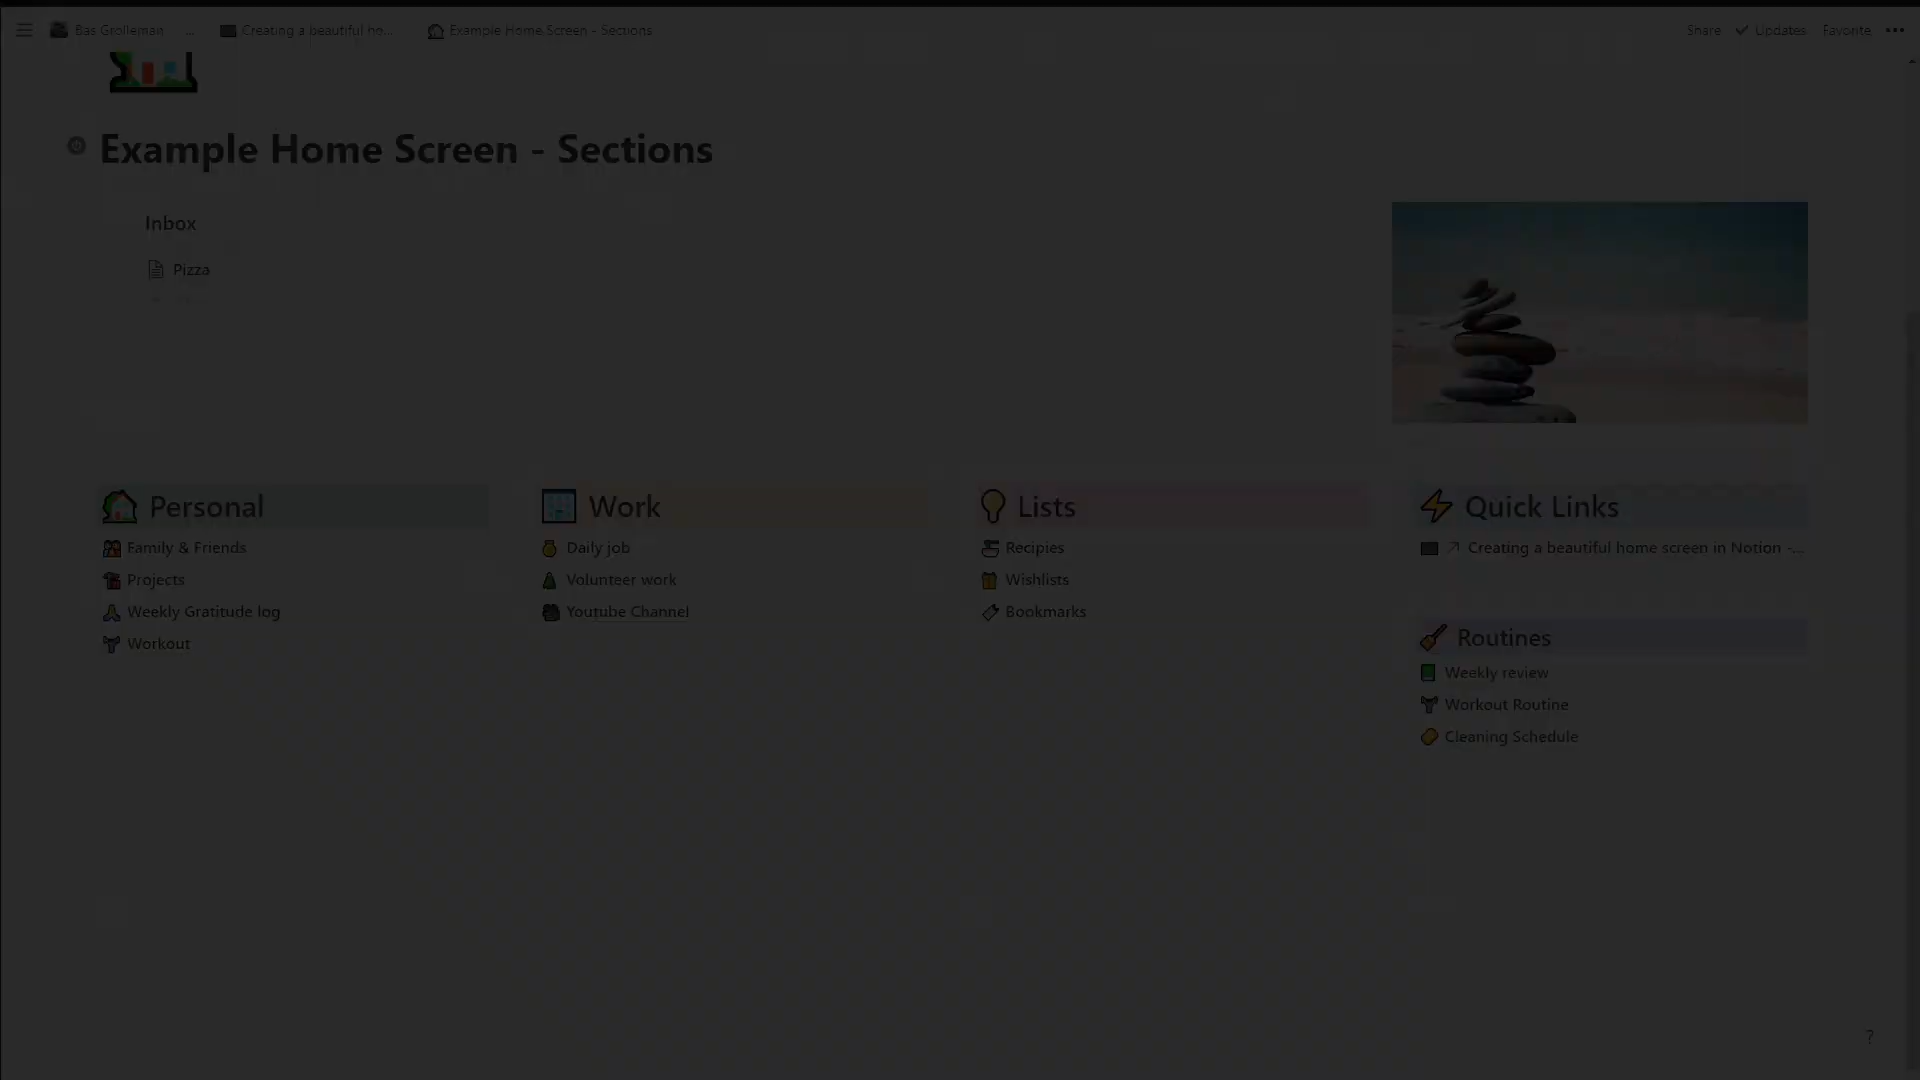 Bas Grolleman ... Creating a beautiful ho... Example Home Screen - Sections Share Updates Favorite
Example Home Screen - Sections
Inbox
Pizza
Personal
Family & Friends
Projects
Weekly Gratitude log
Workout
Work
Daily job
Volunteer work
Youtube Channel
Lists
Recipies
Wishlists
Bookmarks
Quick Links
Creating a beautiful home screen in Notion -...
Routines
Weekly review
Workout Routine
Cleaning Schedule
?